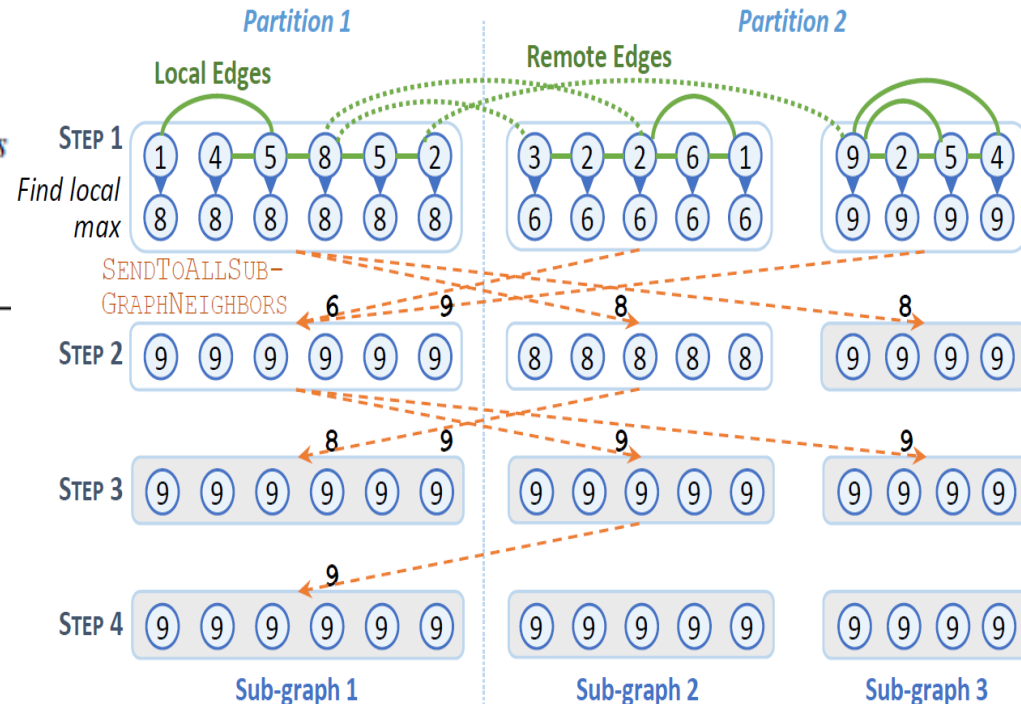 Partition 1 Partition 2
Local Edges Remote Edges
s
STEP 1 1 4 5 8 5 2 3 2 2 6 1 9 2 5 4
Find local
max 8 8 8 8 8 8 6 6 6 6 6 9 9 9 9
SENDTOALLSUB-
GRAPHNEIGHBORS 6 9 8 8
STEP 2 9 9 9 9 9 9 8 8 8 8 8 9 9 9 9
8 9 9 9
STEP 3 9 9 9 9 9 9 9 9 9 9 9 9 9 9 9
9
STEP 4 9 9 9 9 9 9 9 9 9 9 9 9 9 9 9
Sub-graph 1 Sub-graph 2 Sub-graph 3